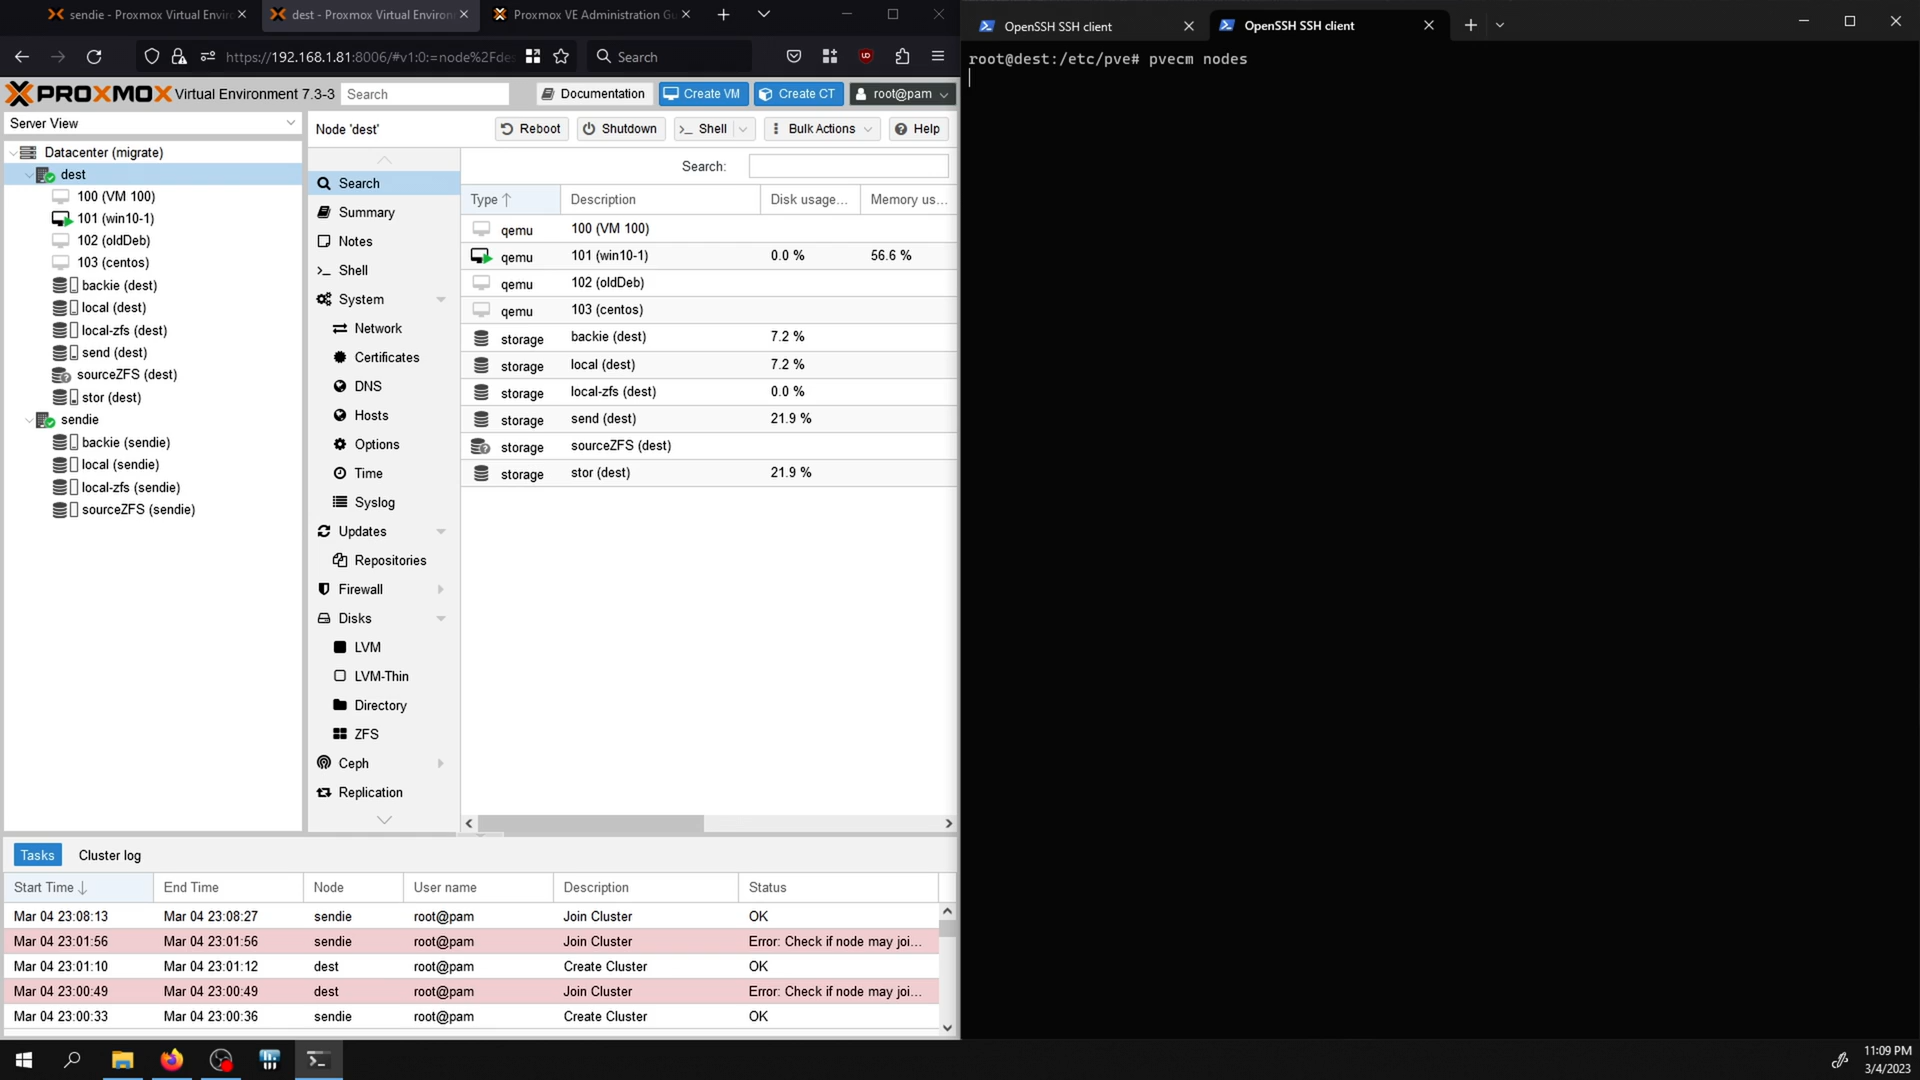 sendie - Proxmox Virtual Envir
dest - Proxmox Virtual Environ
Proxmox VE Administration Gu
https://192.168.1.81:8006/#v1:0:=node%2Fdes
Search
PROXMOX Virtual Environment 7.3-3
Search
Documentation
Create VM
Create CT
root@pam
Server View
Datacenter (migrate)
dest
100 (VM 100)
101 (win10-1)
102 (oldDeb)
103 (centos)
backie (dest)
local (dest)
local-zfs (dest)
send (dest)
sourceZFS (dest)
stor (dest)
sendie
backie (sendie)
local (sendie)
local-zfs (sendie)
sourceZFS (sendie)
Node 'dest'
Reboot
Shutdown
Shell
Bulk Actions
Help
Search
Summary
Notes
Shell
System
Network
Certificates
DNS
Hosts
Options
Time
Syslog
Updates
Repositories
Firewall
Disks
LVM
LVM-Thin
Directory
ZFS
Ceph
Replication
Search:
Type Description Disk usage... Memory us...
qemu 100 (VM 100)
qemu 101 (win10-1) 0.0 % 56.6 %
qemu 102 (oldDeb)
qemu 103 (centos)
storage backie (dest) 7.2 %
storage local (dest) 7.2 %
storage local-zfs (dest) 0.0 %
storage send (dest) 21.9 %
storage sourceZFS (dest)
storage stor (dest) 21.9 %
Tasks Cluster log
Start Time End Time Node User name Description Status
Mar 04 23:08:13 Mar 04 23:08:27 sendie root@pam Join Cluster OK
Mar 04 23:01:56 Mar 04 23:01:56 sendie root@pam Join Cluster Error: Check if node may joi...
Mar 04 23:01:10 Mar 04 23:01:12 dest root@pam Create Cluster OK
Mar 04 23:00:49 Mar 04 23:00:49 dest root@pam Join Cluster Error: Check if node may joi...
Mar 04 23:00:33 Mar 04 23:00:36 sendie root@pam Create Cluster OK
OpenSSH SSH client
OpenSSH SSH client
root@dest:/etc/pve# pvecm nodes
11:09 PM
3/4/2023